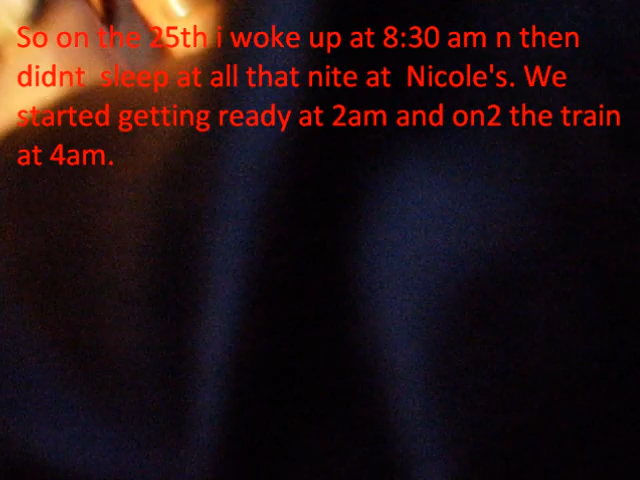 So on the 25th i woke up at 8:30 am n then
didnt  sleep at all that nite at  Nicole's. We
started getting ready at 2am and on2 the train
at 4am.